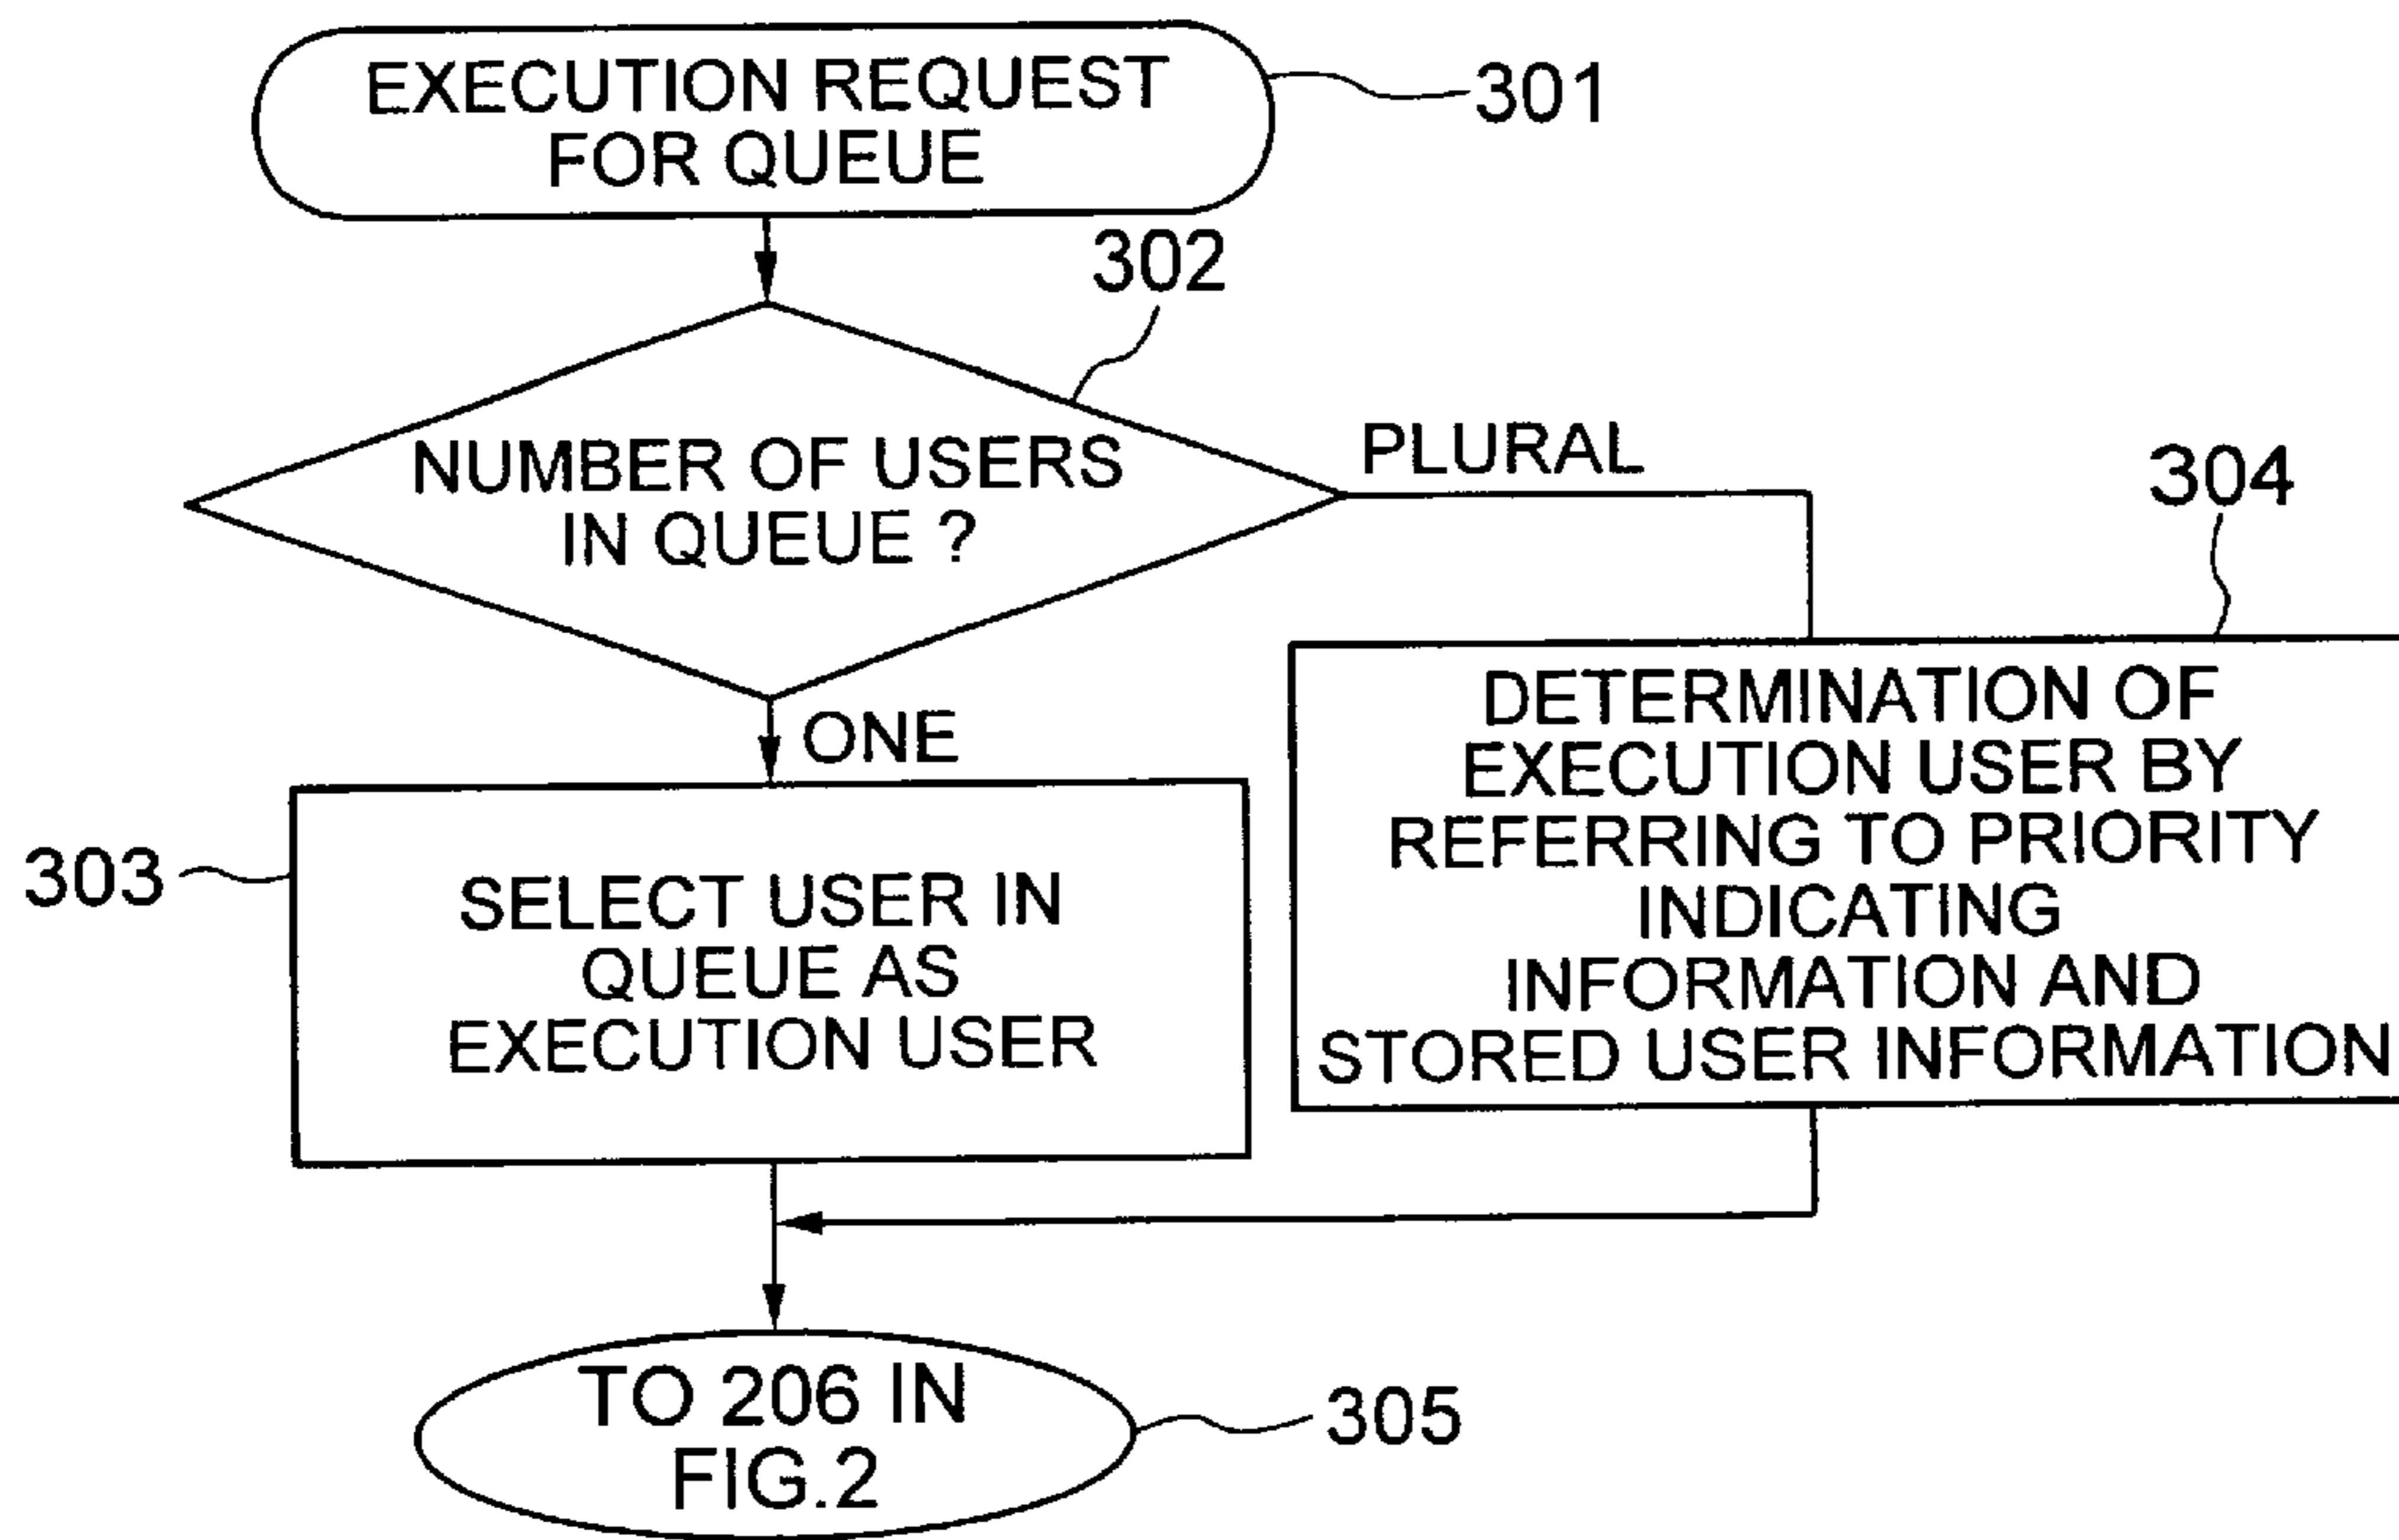 EXECUTION REQUEST
FOR QUEUE
301
302
NUMBER OF USERS
IN QUEUE ?
PLURAL
304
ONE
303
SELECT USER IN
QUEUE AS
EXECUTION USER
DETERMINATION OF
EXECUTION USER BY
REFERRING TO PRIORITY
INDICATING
INFORMATION AND
STORED USER INFORMATION
TO 206 IN
FIG.2
305